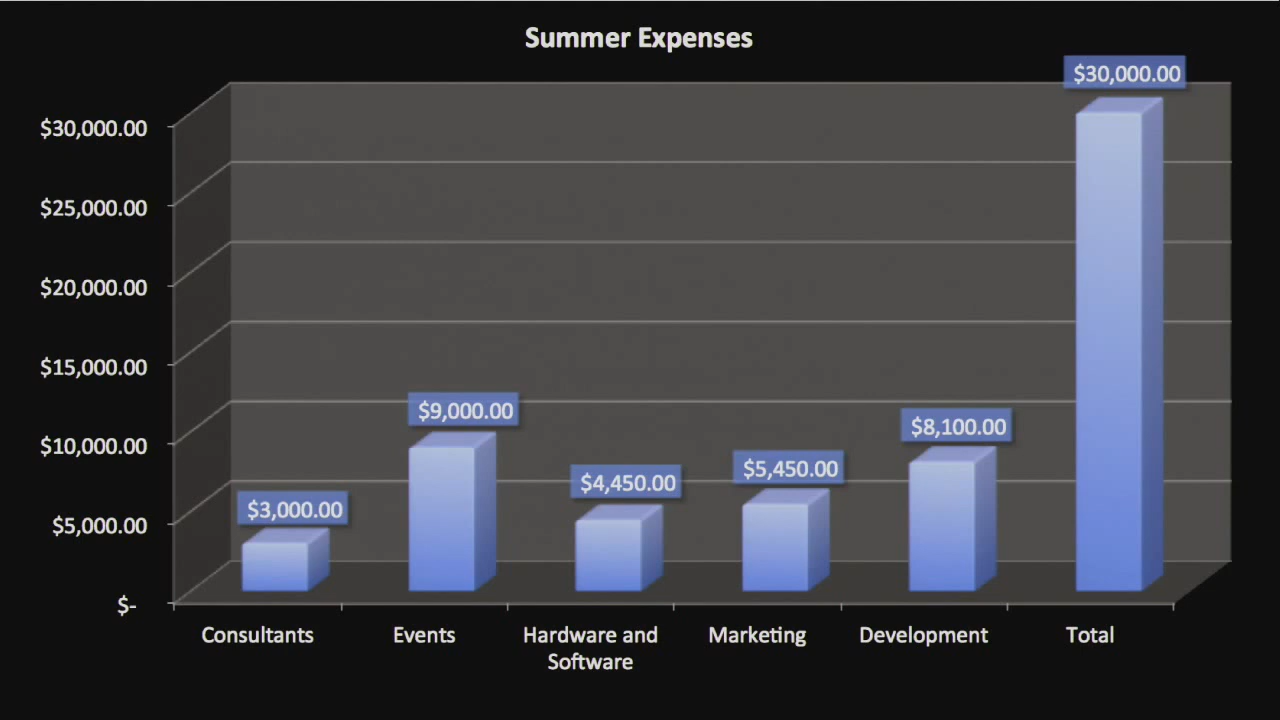 Summer Expenses
$30,000.00
$30,000.00
$25,000.00
$20,000.00
$15,000.00
$10,000.00
$5,000.00
$-
$3,000.00
$9,000.00
$4,450.00
$5,450.00
$8,100.00
Consultants
Events
Hardware and
Software
Marketing
Development
Total